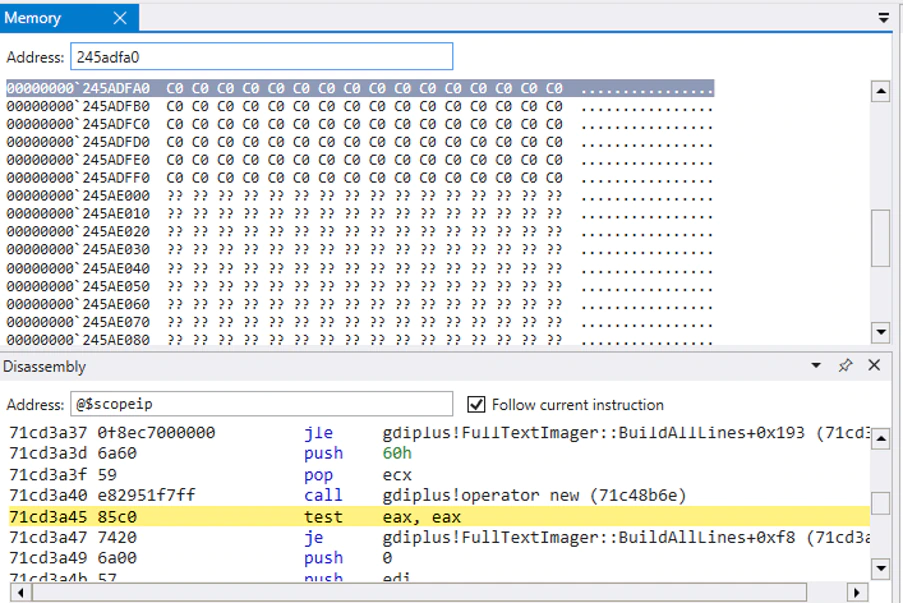 Memory
Address: 245adfa0
00000000`245ADFA0 C0 C0 C0 C0 C0 C0 C0 C0 C0 C0 C0 C0 C0 C0 C0 C0 ................
00000000`245ADFB0 C0 C0 C0 C0 C0 C0 C0 C0 C0 C0 C0 C0 C0 C0 C0 C0 ................
00000000`245ADFC0 C0 C0 C0 C0 C0 C0 C0 C0 C0 C0 C0 C0 C0 C0 C0 C0 ................
00000000`245ADFD0 C0 C0 C0 C0 C0 C0 C0 C0 C0 C0 C0 C0 C0 C0 C0 C0 ................
00000000`245ADFE0 C0 C0 C0 C0 C0 C0 C0 C0 C0 C0 C0 C0 C0 C0 C0 C0 ................
00000000`245ADFF0 C0 C0 C0 C0 C0 C0 C0 C0 C0 C0 C0 C0 C0 C0 C0 C0 ................
00000000`245AE000 ?? ?? ?? ?? ?? ?? ?? ?? ?? ?? ?? ?? ?? ?? ?? ?? ................
00000000`245AE010 ?? ?? ?? ?? ?? ?? ?? ?? ?? ?? ?? ?? ?? ?? ?? ?? ................
00000000`245AE020 ?? ?? ?? ?? ?? ?? ?? ?? ?? ?? ?? ?? ?? ?? ?? ?? ................
00000000`245AE030 ?? ?? ?? ?? ?? ?? ?? ?? ?? ?? ?? ?? ?? ?? ?? ?? ................
00000000`245AE040 ?? ?? ?? ?? ?? ?? ?? ?? ?? ?? ?? ?? ?? ?? ?? ?? ................
00000000`245AE050 ?? ?? ?? ?? ?? ?? ?? ?? ?? ?? ?? ?? ?? ?? ?? ?? ................
00000000`245AE060 ?? ?? ?? ?? ?? ?? ?? ?? ?? ?? ?? ?? ?? ?? ?? ?? ................
00000000`245AE070 ?? ?? ?? ?? ?? ?? ?? ?? ?? ?? ?? ?? ?? ?? ?? ?? ................
00000000`245AE080 ?? ?? ?? ?? ?? ?? ?? ?? ?? ?? ?? ?? ?? ?? ?? ?? ................
Disassembly
Address: @$scopeip Follow current instruction
71cd3a37 0f8ec7000000 jle gdiplus!FullTextImager::BuildAllLines+0x193 (71cd3
71cd3a3d 6a60 push 60h
71cd3a3f 59 pop ecx
71cd3a40 e82951f7ff call gdiplus!operator new (71c48b6e)
71cd3a45 85c0 test eax, eax
71cd3a47 7420 je gdiplus!FullTextImager::BuildAllLines+0xf8 (71cd3a
71cd3a49 6a00 push 0
71cd3a4b 57 push edi